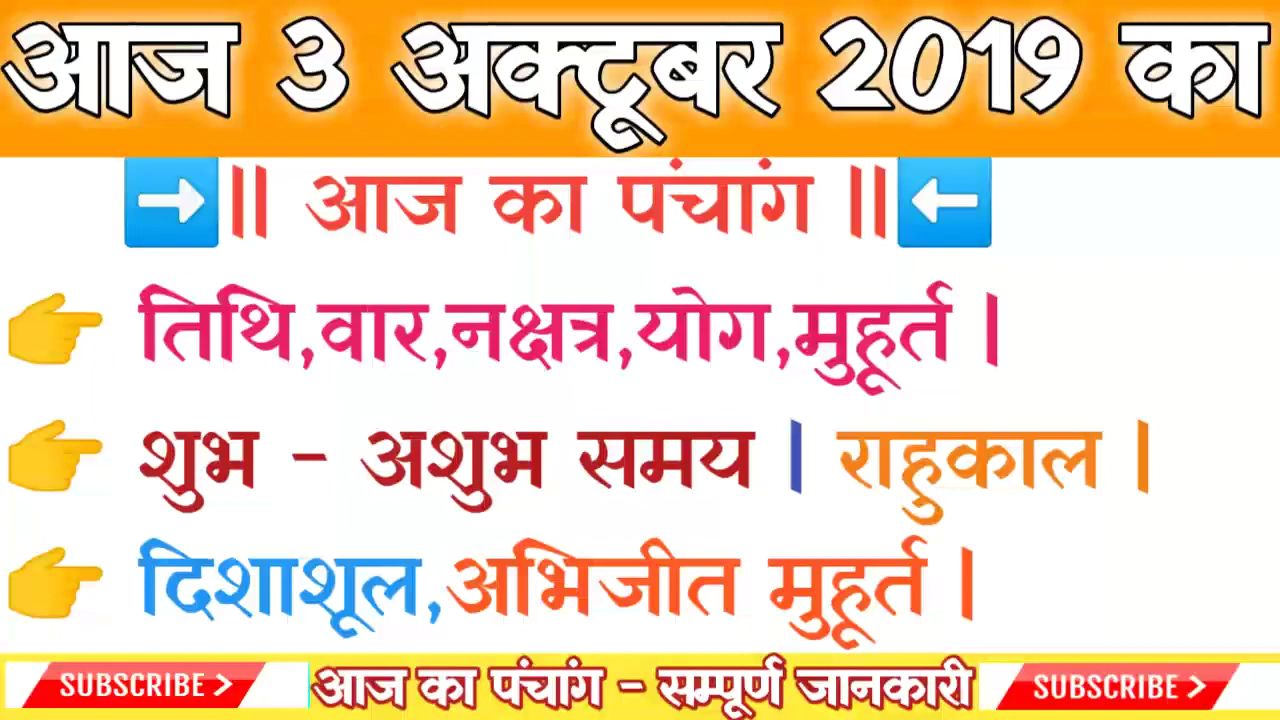 आज 3 अक्टूबर 2019 का
॥ आज का पंचांग ॥
तिथि,वार,नक्षत्र,योग,मुहूर्त |
शुभ - अशुभ समय | राहुकाल |
दिशाशूल,अभिजीत मुहूर्त |
SUBSCRIBE > आज का पंचांग - सम्पूर्ण जानकारी SUBSCRIBE >